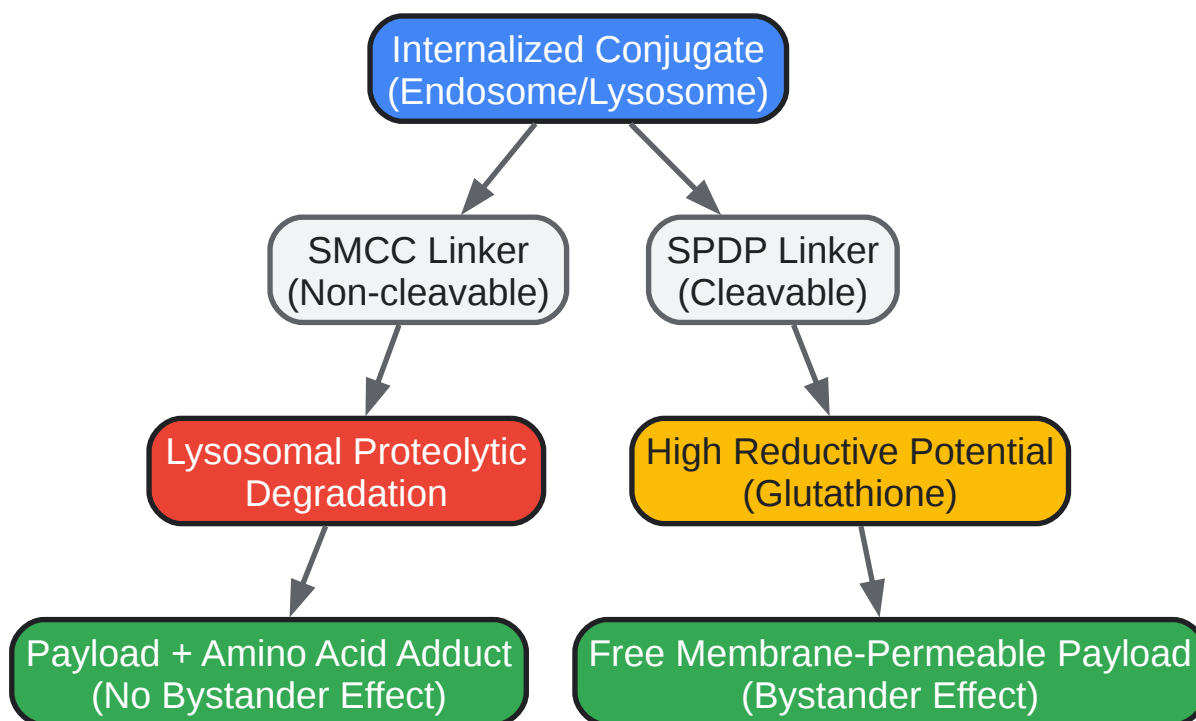 Internalized Conjugate
(Endosome/Lysosome)
SMCC Linker
(Non-cleavable)
SPDP Linker
(Cleavable)
Lysosomal Proteolytic
Degradation
High Reductive Potential
(Glutathione)
Payload + Amino Acid Adduct
(No Bystander Effect)
Free Membrane-Permeable Payload
(Bystander Effect)